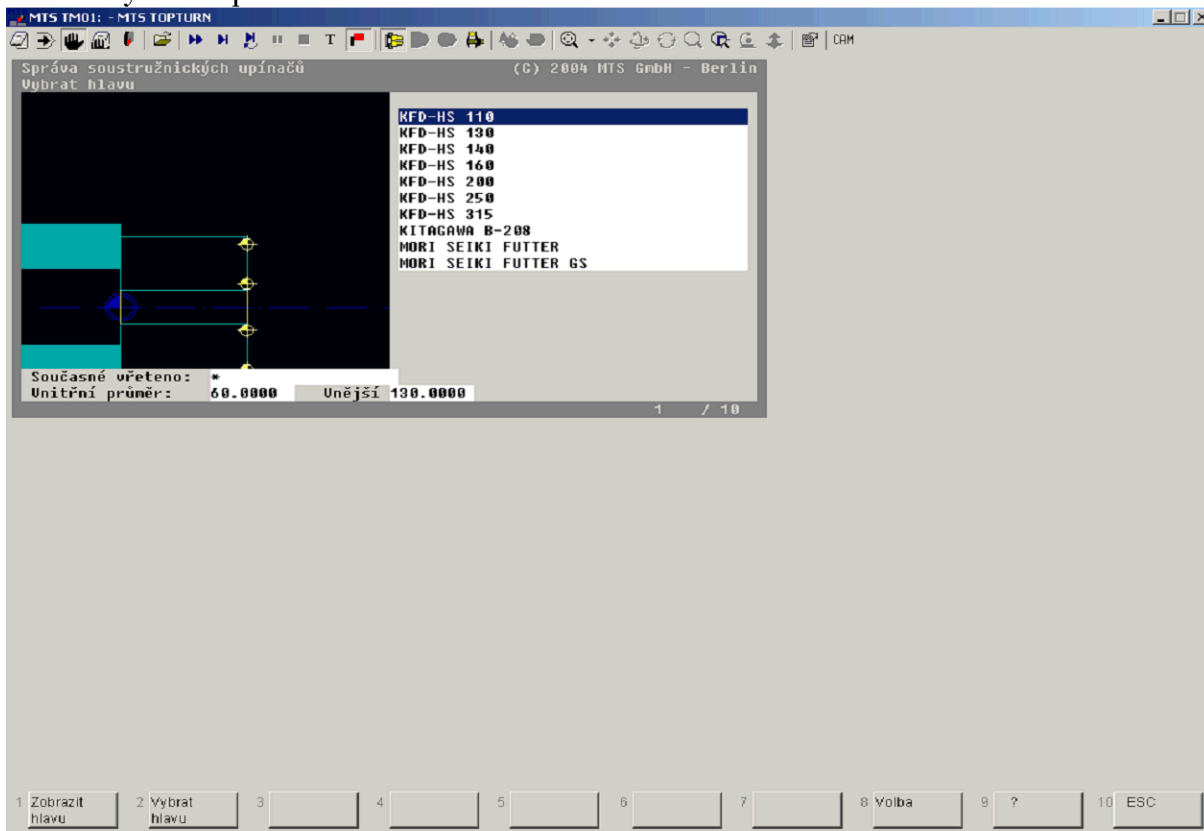 MTS TM01: - MTS TOPTURN
T CAM
Správa soustružnických upínačů (C) 2004 MTS GmbH - Berlin
Vybrat hlavu
KFD-HS 110
KFD-HS 130
KFD-HS 140
KFD-HS 160
KFD-HS 200
KFD-HS 250
KFD-HS 315
KITAGAWA B-208
MORI SEIKI FUTTER
MORI SEIKI FUTTER GS
Současné vřeteno: *
Vnitřní průměr: 60.0000 Vnější 130.0000
1 / 10
1 Zobrazit hlavu 2 Vybrat hlavu 3 4 5 6 7 8 Volba 9 ? 10 ESC